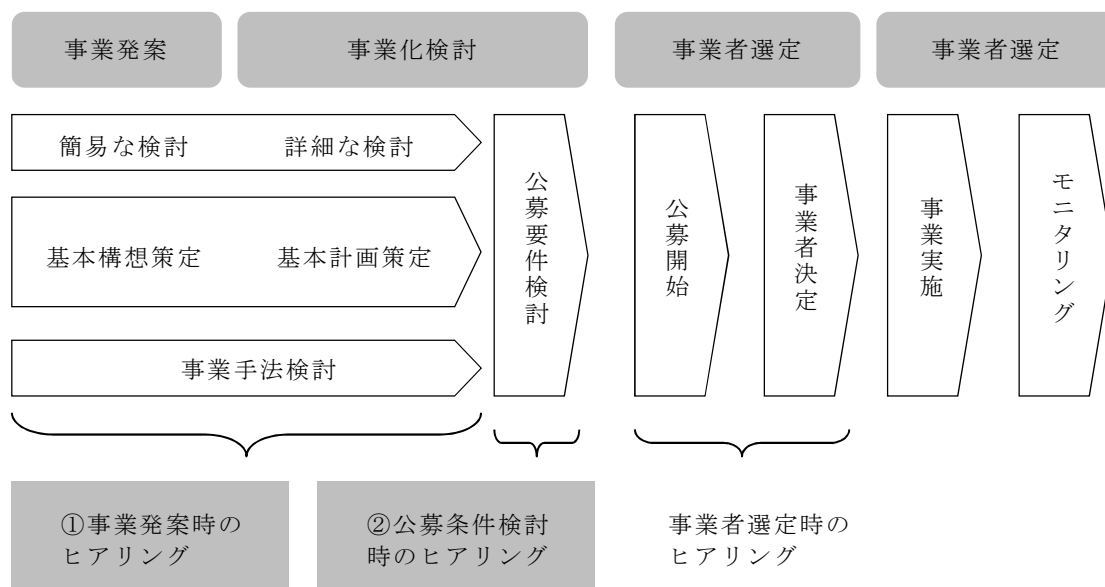 事業発案
事業化検討
事業者選定
事業者選定
簡易な検討
詳細な検討
基本構想策定
基本計画策定
事業手法検討
公募要件検討
公募開始
事業者決定
事業実施
モニタリング
①事業発案時の
ヒアリング
②公募条件検討
時のヒアリング
事業者選定時の
ヒアリング